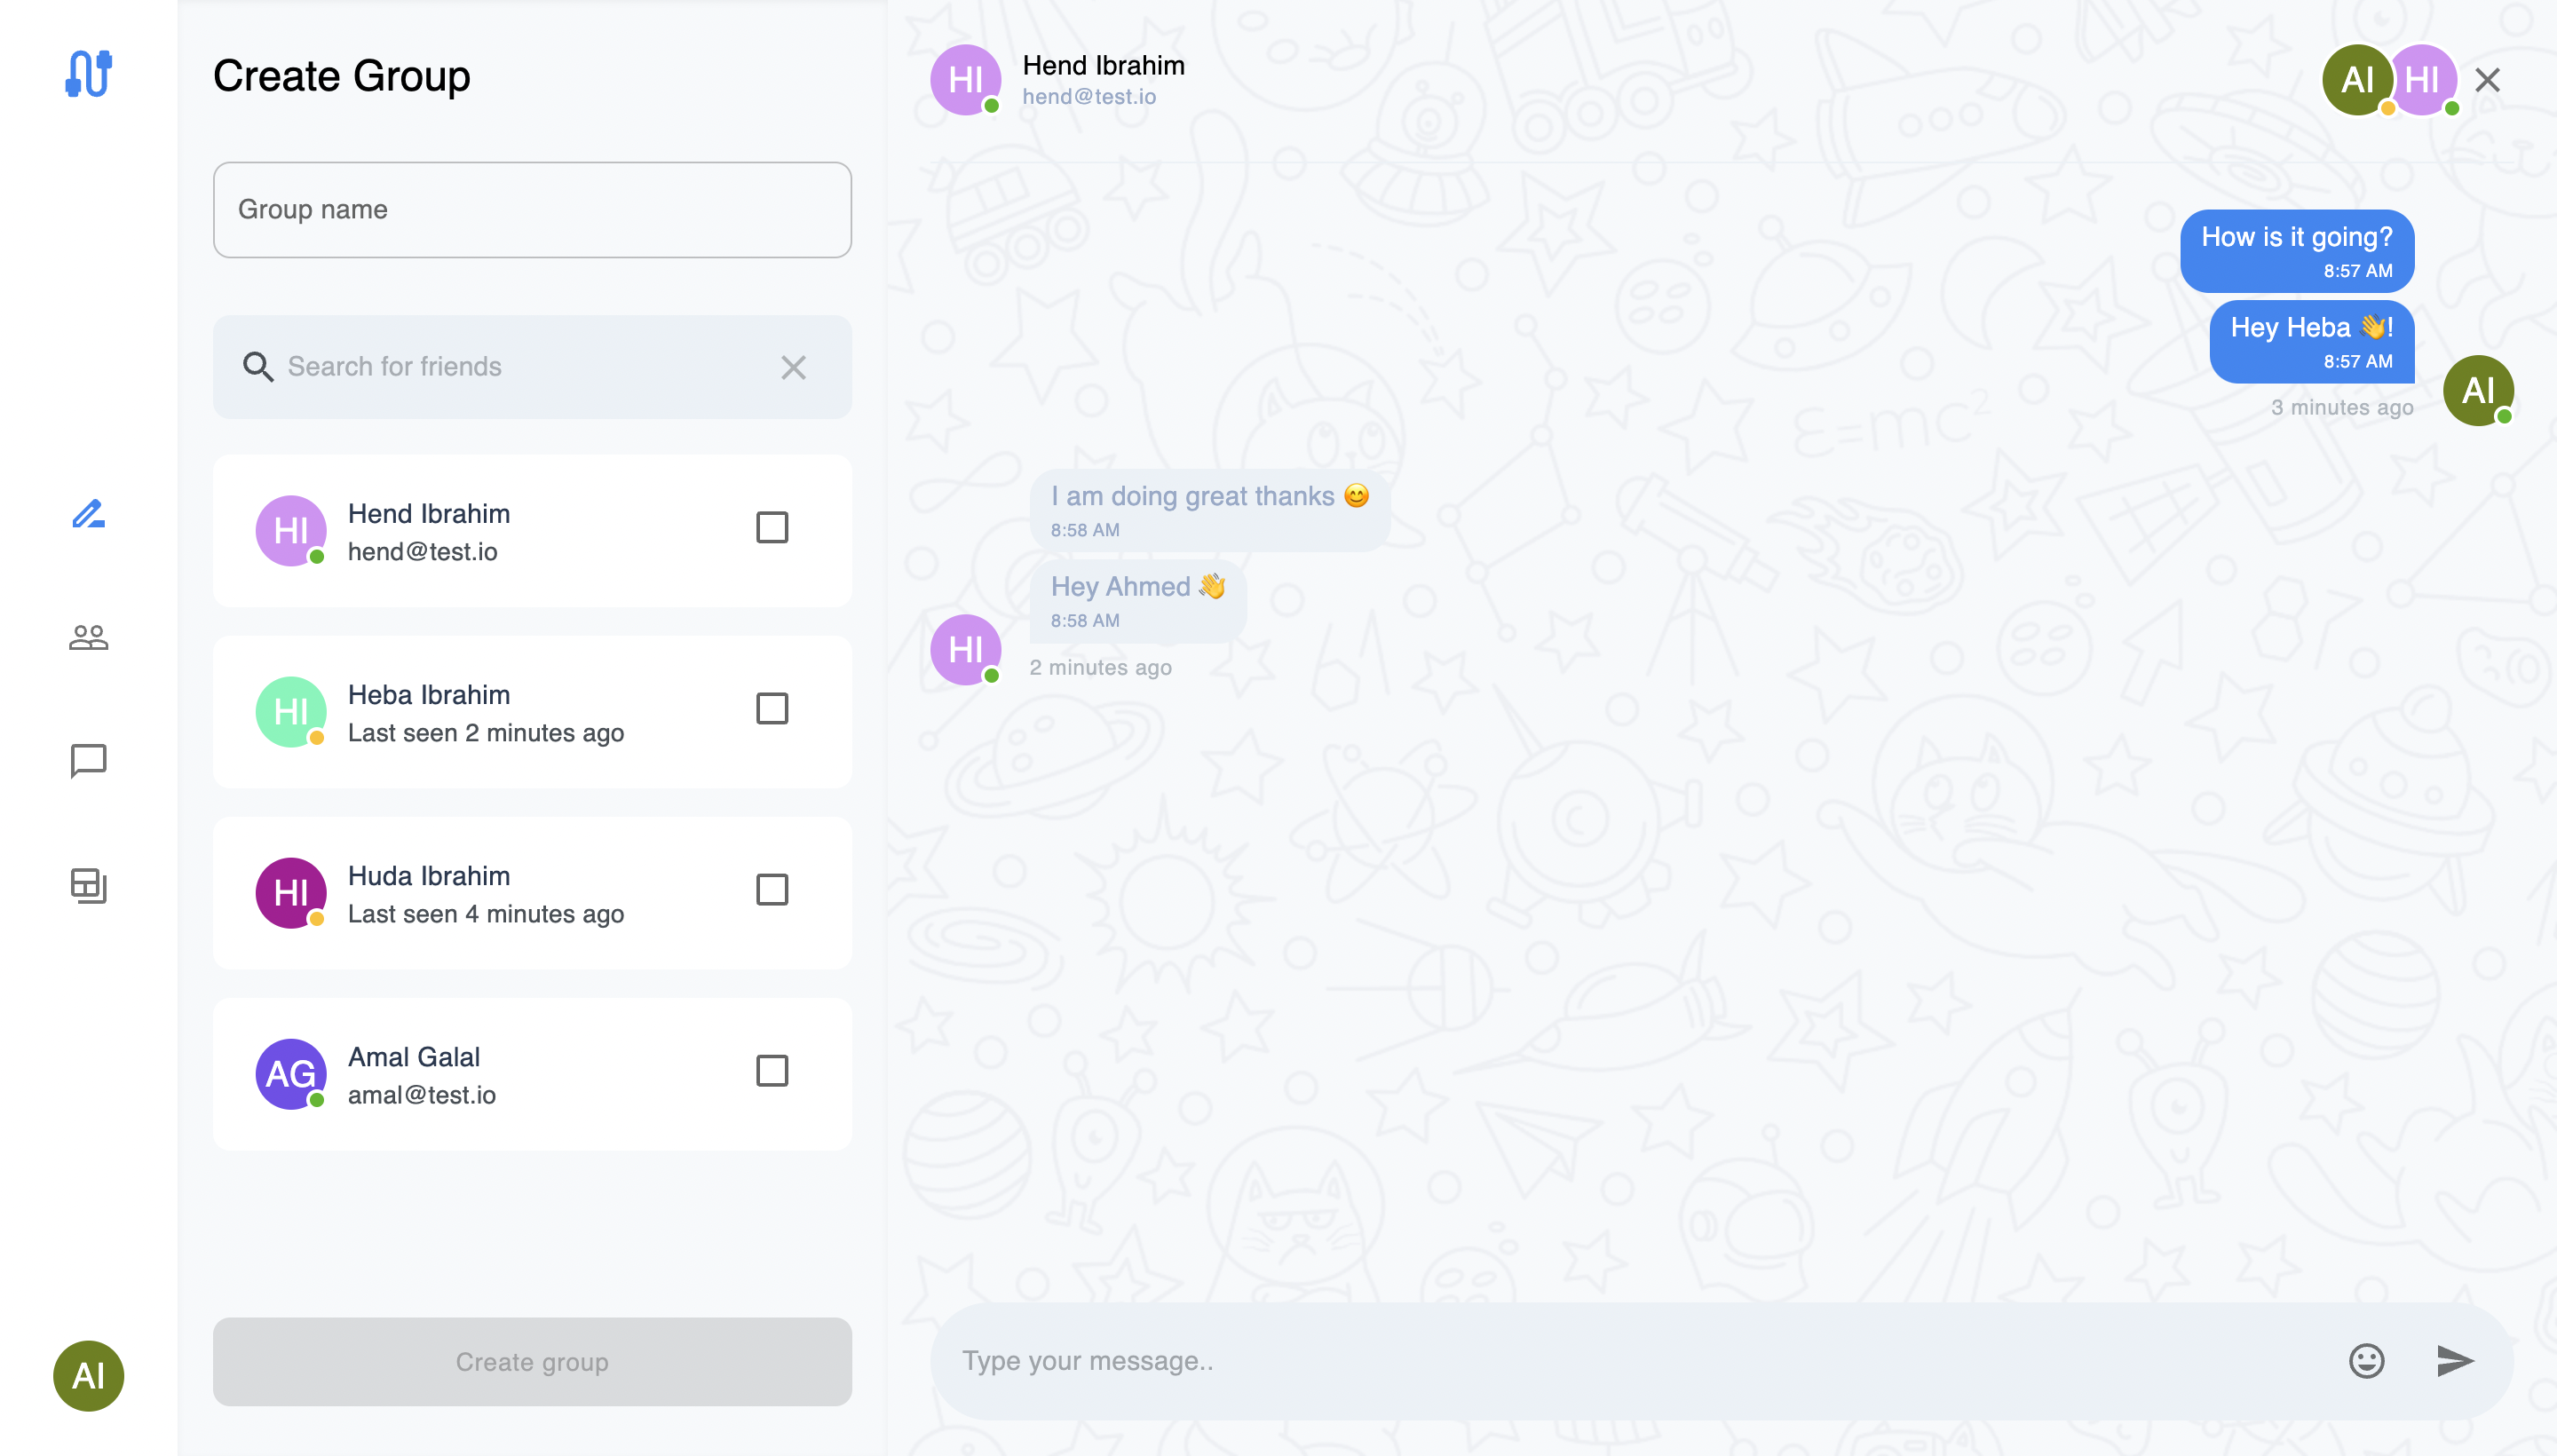 Create Group
Group name
Search for friends
HI
Hend Ibrahim
hend@test.io
HI
Heba Ibrahim
Last seen 2 minutes ago
HI
Huda Ibrahim
Last seen 4 minutes ago
AG
Amal Galal
amal@test.io
Create group
AI
HI
Hend Ibrahim
hend@test.io
AI
HI
How is it going?
8:57 AM
Hey Heba 👋!
8:57 AM
3 minutes ago
AI
I am doing great thanks 😊
8:58 AM
Hey Ahmed 👋
8:58 AM
HI
2 minutes ago
ε=mc²
Type your message..